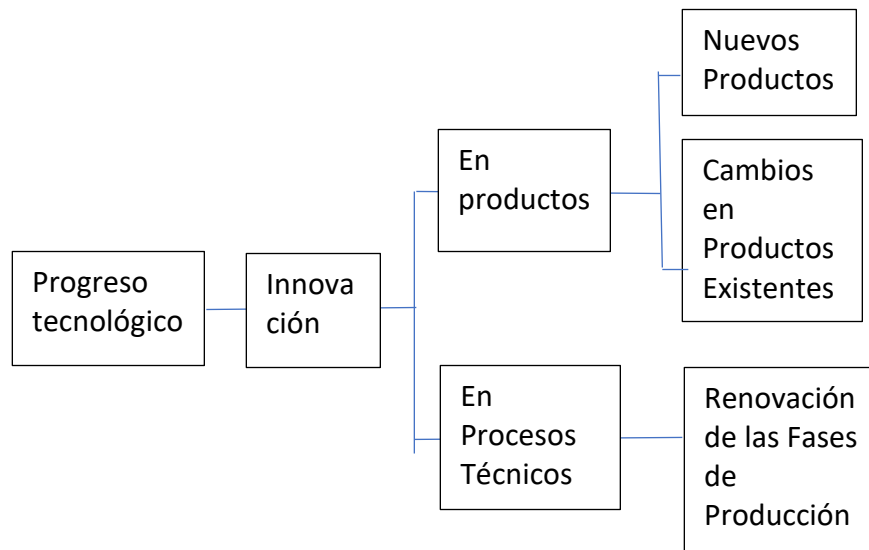 Progreso
tecnológico
Innova
ción
En
productos
Nuevos
Productos
Cambios
en
Productos
Existentes
En
Procesos
Técnicos
Renovación
de las Fases
de
Producción